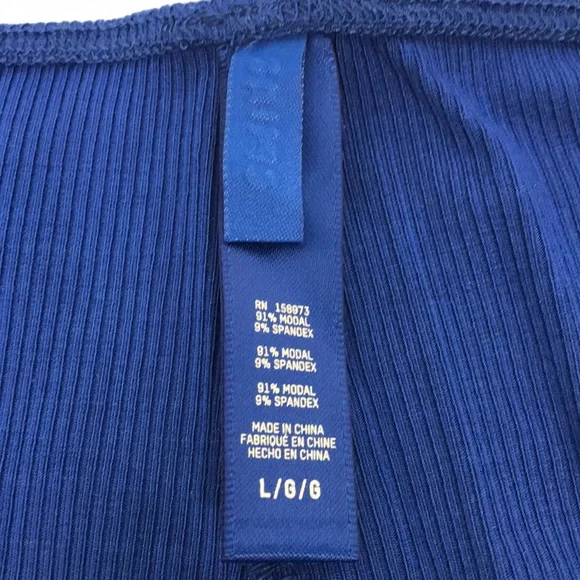 RN 158973
91% MODAL
9% SPANDEX
91% MODAL
9% SPANDEX
91% MODAL
9% SPANDEX
MADE IN CHINA
FABRIQUÉ EN CHINE
HECHO EN CHINA
L/G/G